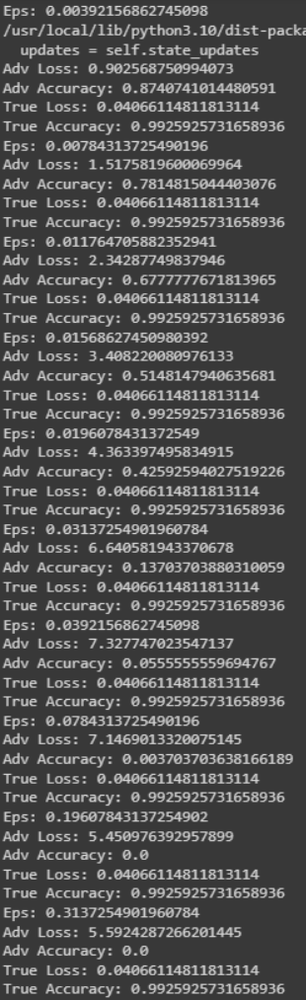 Eps: 0.00392156862745098
/usr/local/lib/python3.10/dist-packa
updates = self.state_updates
Adv Loss: 0.902568750994073
Adv Accuracy: 0.8740741014480591
True Loss: 0.04066114811813114
True Accuracy: 0.9925925731658936
Eps: 0.00784313725490196
Adv Loss: 1.5175819600069964
Adv Accuracy: 0.7814815044403076
True Loss: 0.04066114811813114
True Accuracy: 0.9925925731658936
Eps: 0.011764705882352941
Adv Loss: 2.34287749837946
Adv Accuracy: 0.6777777671813965
True Loss: 0.04066114811813114
True Accuracy: 0.9925925731658936
Eps: 0.01568627450980392
Adv Loss: 3.408220080976133
Adv Accuracy: 0.5148147940635681
True Loss: 0.04066114811813114
True Accuracy: 0.9925925731658936
Eps: 0.0196078431372549
Adv Loss: 4.363397495834915
Adv Accuracy: 0.42592594027519226
True Loss: 0.04066114811813114
True Accuracy: 0.9925925731658936
Eps: 0.03137254901960784
Adv Loss: 6.640581943370678
Adv Accuracy: 0.13703703880310059
True Loss: 0.04066114811813114
True Accuracy: 0.9925925731658936
Eps: 0.0392156862745098
Adv Loss: 7.327747023547137
Adv Accuracy: 0.0555555559694767
True Loss: 0.04066114811813114
True Accuracy: 0.9925925731658936
Eps: 0.0784313725490196
Adv Loss: 7.1469013320075145
Adv Accuracy: 0.003703703638166189
True Loss: 0.04066114811813114
True Accuracy: 0.9925925731658936
Eps: 0.19607843137254902
Adv Loss: 5.450976392957899
Adv Accuracy: 0.0
True Loss: 0.04066114811813114
True Accuracy: 0.9925925731658936
Eps: 0.3137254901960784
Adv Loss: 5.5924287266201445
Adv Accuracy: 0.0
True Loss: 0.04066114811813114
True Accuracy: 0.9925925731658936